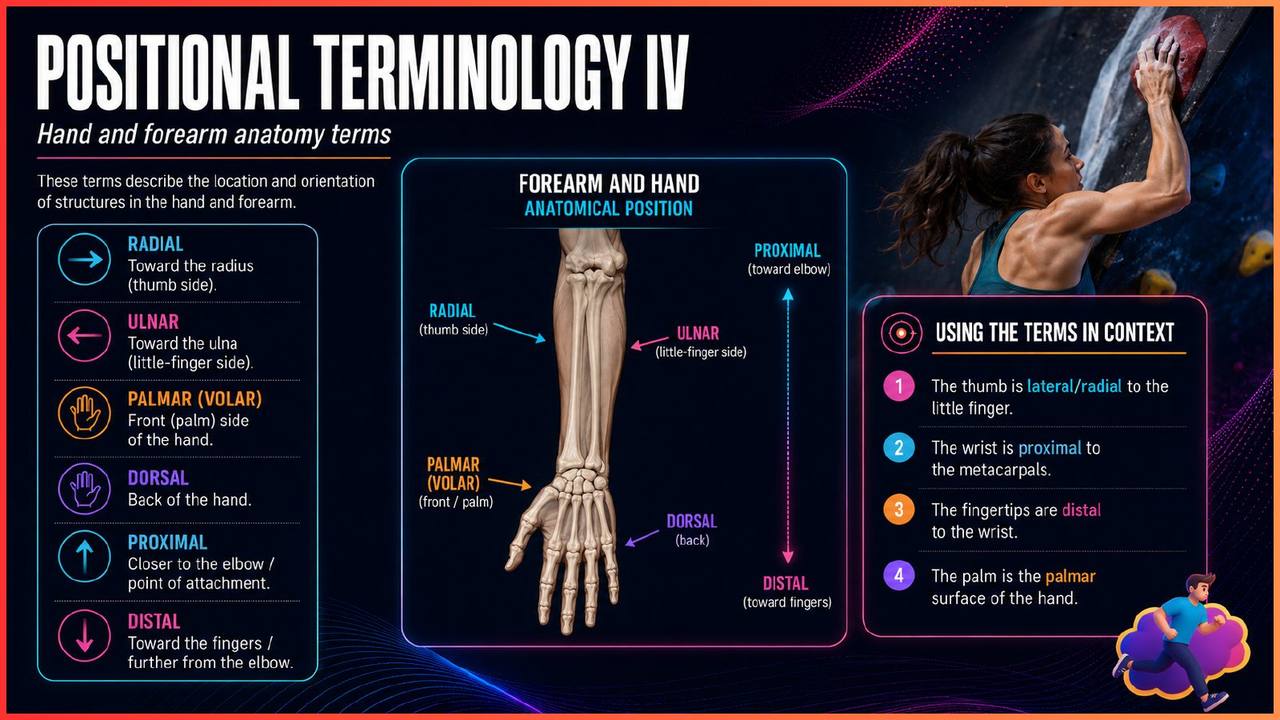 POSITIONAL TERMINOLOGY IV
Hand and forearm anatomy terms
These terms describe the location and orientation
of structures in the hand and forearm.
RADIAL
Toward the radius
(thumb side).
ULNAR
Toward the ulna
(little-finger side).
PALMAR (VOLAR)
Front (palm) side
of the hand.
DORSAL
Back of the hand.
PROXIMAL
Closer to the elbow /
point of attachment.
DISTAL
Toward the fingers /
further from the elbow.
FOREARM AND HAND
ANATOMICAL POSITION
PROXIMAL
(toward elbow)
RADIAL
(thumb side)
ULNAR
(little-finger side)
PALMAR
(VOLAR)
(front / palm)
DORSAL
(back)
DISTAL
(toward fingers)
USING THE TERMS IN CONTEXT
1 The thumb is lateral/radial to the
little finger.
2 The wrist is proximal to
the metacarpals.
3 The fingertips are distal
to the wrist.
4 The palm is the palmar
surface of the hand.